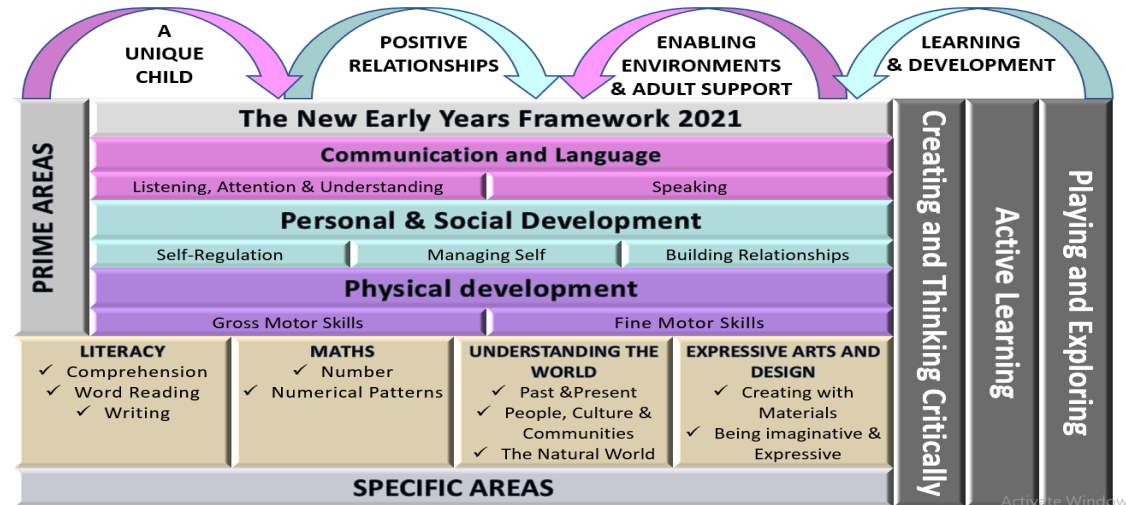 A
UNIQUE
CHILD
POSITIVE
RELATIONSHIPS
ENABLING
ENVIRONMENTS
& ADULT SUPPORT
LEARNING
& DEVELOPMENT
PRIME AREAS
The New Early Years Framework 2021
Communication and Language
Listening, Attention & Understanding
Speaking
Personal & Social Development
Self-Regulation
Managing Self
Building Relationships
Physical development
Gross Motor Skills
Fine Motor Skills
LITERACY
✓ Comprehension
✓ Word Reading
✓ Writing
MATHS
✓ Number
✓ Numerical Patterns
UNDERSTANDING THE
WORLD
✓ Past &Present
✓ People, Culture &
Communities
✓ The Natural World
EXPRESSIVE ARTS AND
DESIGN
✓ Creating with
Materials
✓ Being imaginative &
Expressive
SPECIFIC AREAS
Creating and Thinking Critically
Active Learning
Playing and Exploring
Activate Window